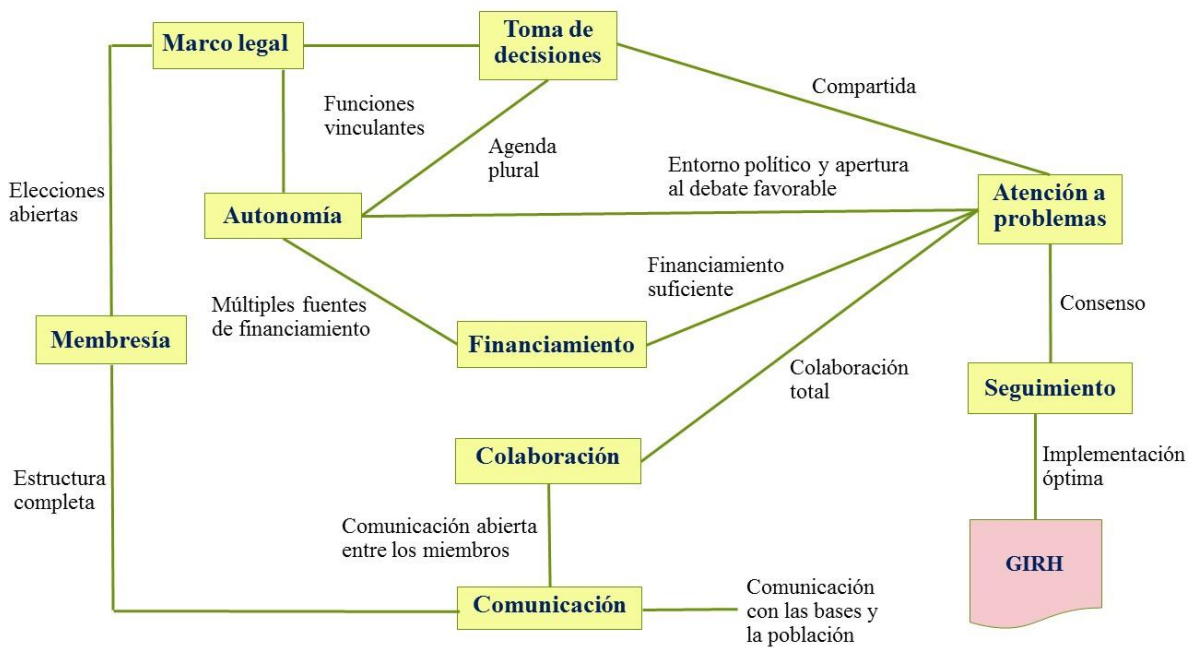 Marco legal
Toma de
decisiones
Compartida
Funciones
vinculantes
Agenda
plural
Entorno político y apertura
al debate favorable
Elecciones
abiertas
Autonomía
Atención a
problemas
Financiamiento
suficiente
Múltiples fuentes
de financiamiento
Consenso
Membresía
Financiamiento
Colaboración
total
Seguimiento
Colaboración
Estructura
completa
Implementación
óptima
Comunicación abierta
entre los miembros
GIRH
Comunicación
Comunicación
con las bases y
la población